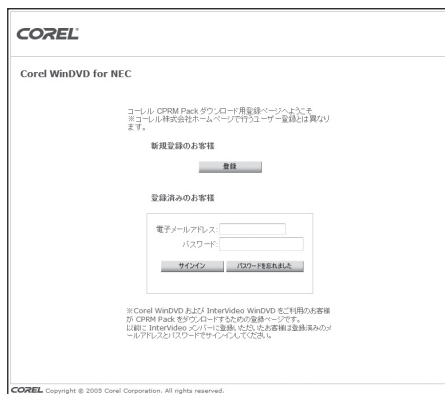 COREL
Corel WinDVD for NEC
コーレル CPRM Pack ダウンロード用登録ページへようこそ
※コーレル株式会社ホームページで行うユーザー登録とは異なり
ます。
新規登録のお客様
登録
登録済みのお客様
電子メールアドレス:
パスワード:
サインイン
パスワードを忘れました
※Corel WinDVD および InterVideo WinDVD をご利用のお客様
が CPRM Pack をダウンロードするための登録ページです。
以前に InterVideo メンバーに登録いただいたお客様は登録済みのメ
ールアドレスとパスワードでサインインしてください。
COREL Copyright © 2005 Corel Corporation. All rights reserved.